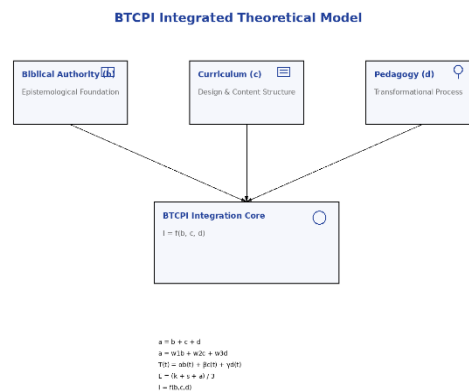 BTCPI Integrated Theoretical Model
Biblical Authority (b)
Epistemological Foundation
Curriculum (c)
Design & Content Structure
Pedagogy (d)
Transformational Process
BTCPI Integration Core
I = f(b, c, d)
a = b + c + d
a = w1b + w2c + w3d
T(t) = αb(t) + βc(t) + γd(t)
L = (k + s + a) / 3
I = f(b,c,d)